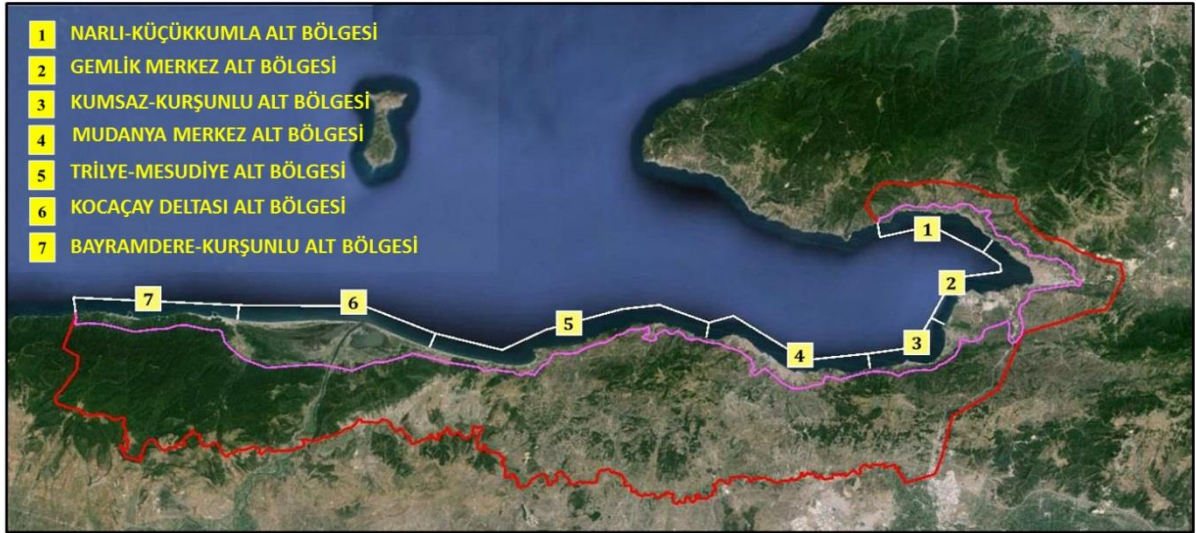 1 NARLI-KÜÇÜKKUMLA ALT BÖLGESİ
2 GEMLİK MERKEZ ALT BÖLGESİ
3 KUMSAZ-KURŞUNLU ALT BÖLGESİ
4 MUDANYA MERKEZ ALT BÖLGESİ
5 TRİLYE-MESUDİYE ALT BÖLGESİ
6 KOCAÇAY DELTASI ALT BÖLGESİ
7 BAYRAMDERE-KURŞUNLU ALT BÖLGESİ
1
2
7
6
5
3
4